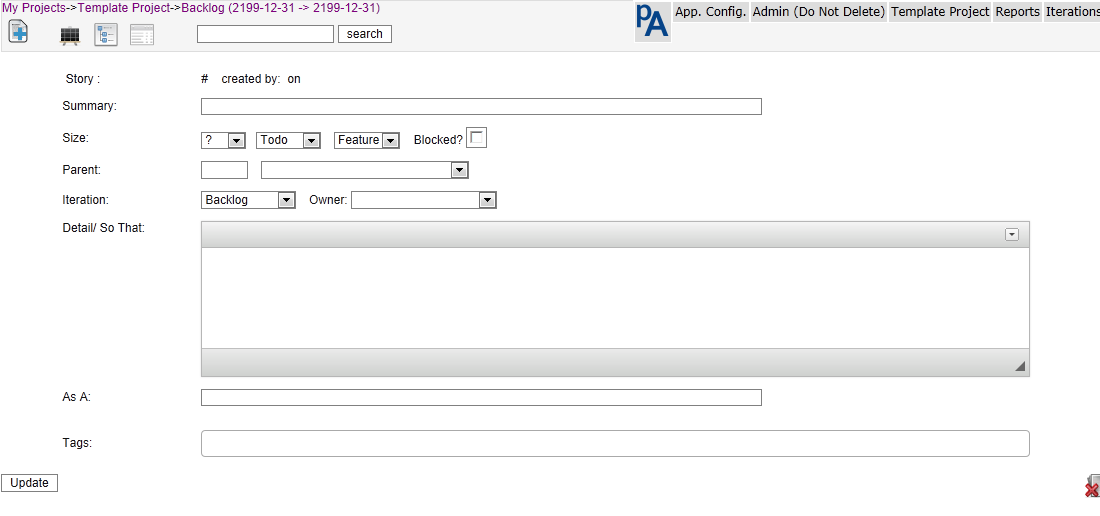 My Projects->Template Project->Backlog (2199-12-31 -> 2199-12-31)
pA App. Config. Admin (Do Not Delete) Template Project Reports Iterations
search
Story : # created by: on
Summary:
Size: ? Todo Feature Blocked?
Parent:
Iteration: Backlog Owner:
Detail/ So That:
As A:
Tags:
Update